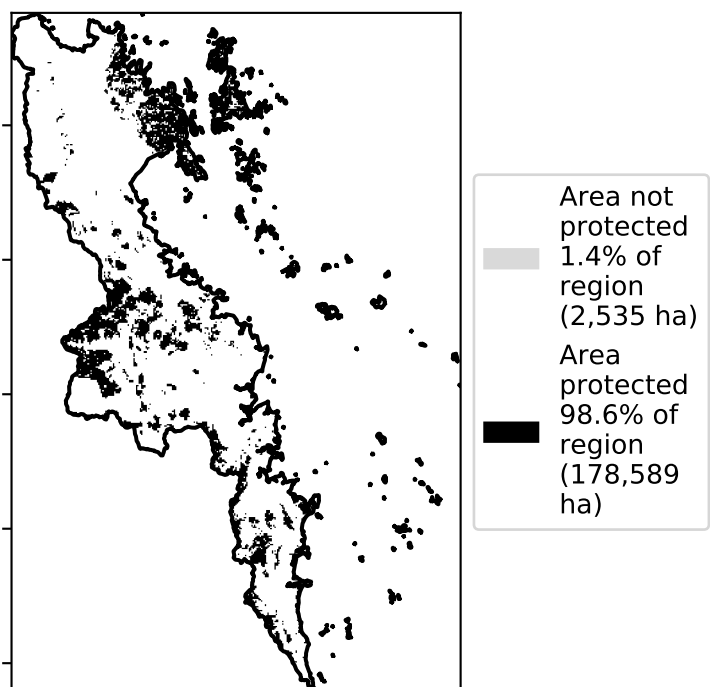 Area not
protected
1.4% of
region
(2,535 ha)
Area
protected
98.6% of
region
(178,589
ha)